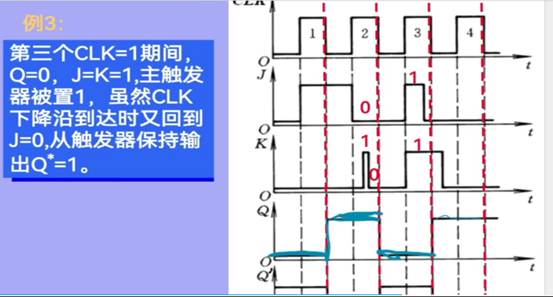 例3:
第三个CLK=1期间,
Q=0，J=K=1,主触发
器被置1，虽然CLK
下降沿到达时又回到
J=0,从触发器保持输
出Q*=1。
CLK
1 2 3 4
O t
J
1
0
O t
K
1 1
0
O t
Q
O t
Q'